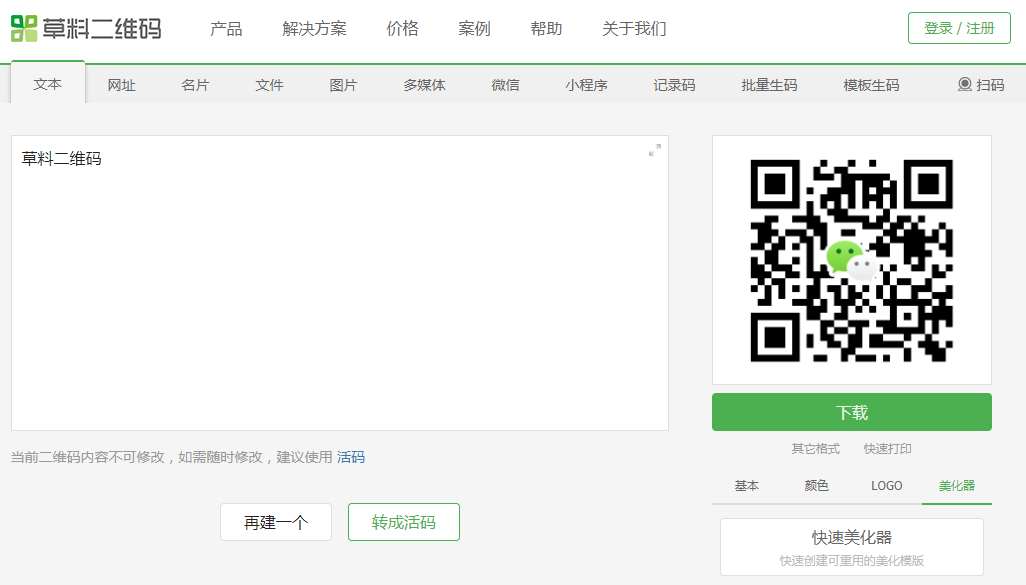 草料二维码 产品 解决方案 价格 案例 帮助 关于我们 登录 / 注册
文本 网址 名片 文件 图片 多媒体 微信 小程序 记录码 批量生码 模板生码 扫码
草料二维码
当前二维码内容不可修改，如需随时修改，建议使用 活码
再建一个 转成活码
下载
其它格式 快速打印
基本 颜色 LOGO 美化器
快速美化器
快速创建可重用的美化模版